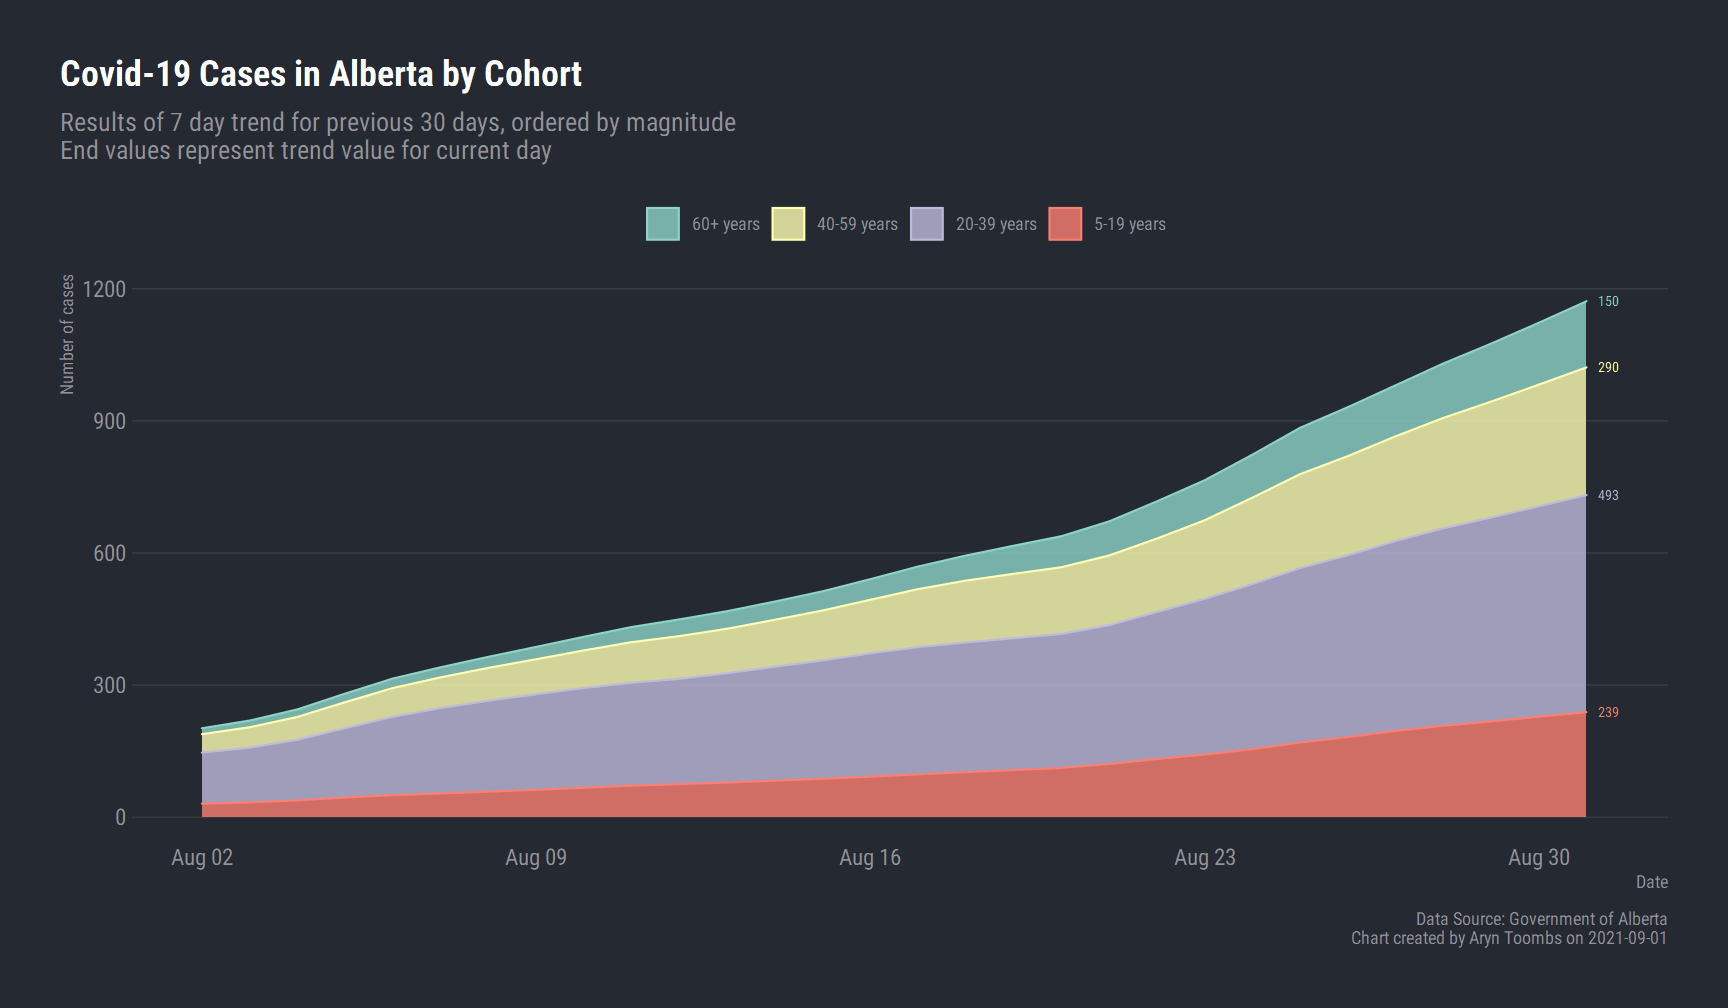 Covid-19 Cases in Alberta by Cohort
Results of 7 day trend for previous 30 days, ordered by magnitude
End values represent trend value for current day
60+ years
40-59 years
20-39 years
5-19 years
Number of cases
1200
900
600
300
0
150
290
493
239
Aug 02
Aug 09
Aug 16
Aug 23
Aug 30
Date
Data Source: Government of Alberta
Chart created by Aryn Toombs on 2021-09-01